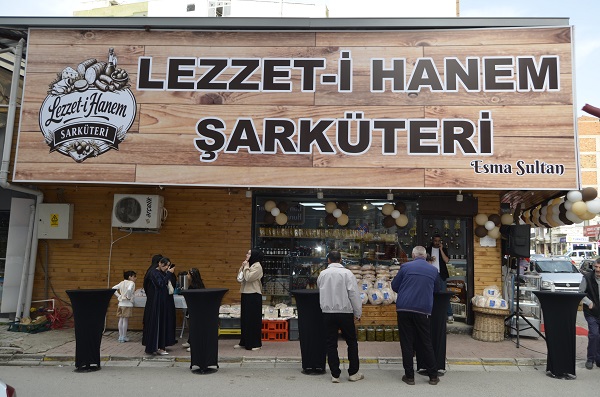 LEZZET-İ HANEM
ŞARKÜTERİ
Esma Sultan
Lezzet-i Hanem
ŞARKÜTERİ